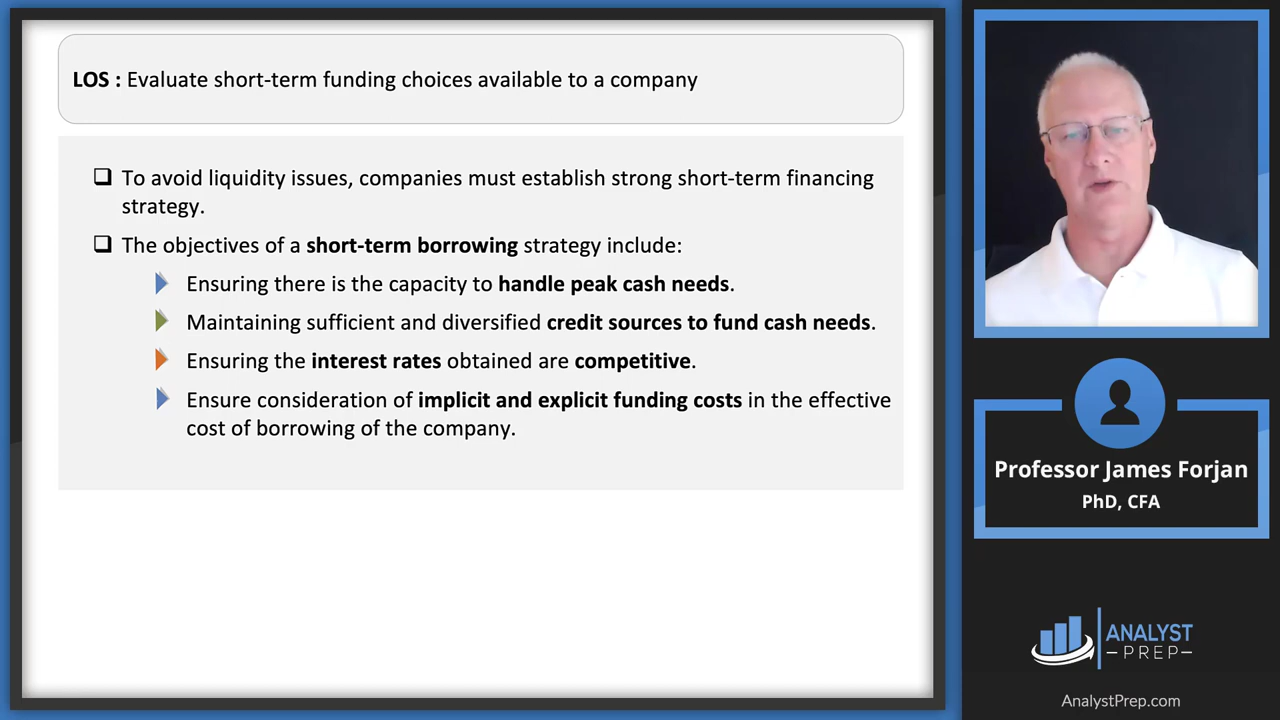 LOS : Evaluate short-term funding choices available to a company
❑ To avoid liquidity issues, companies must establish strong short-term financing
strategy.
❑ The objectives of a short-term borrowing strategy include:
Ensuring there is the capacity to handle peak cash needs.
Maintaining sufficient and diversified credit sources to fund cash needs.
Ensuring the interest rates obtained are competitive.
Ensure consideration of implicit and explicit funding costs in the effective
cost of borrowing of the company.
Professor James Forjan
PhD, CFA
ANALYST
–PREP–
AnalystPrep.com